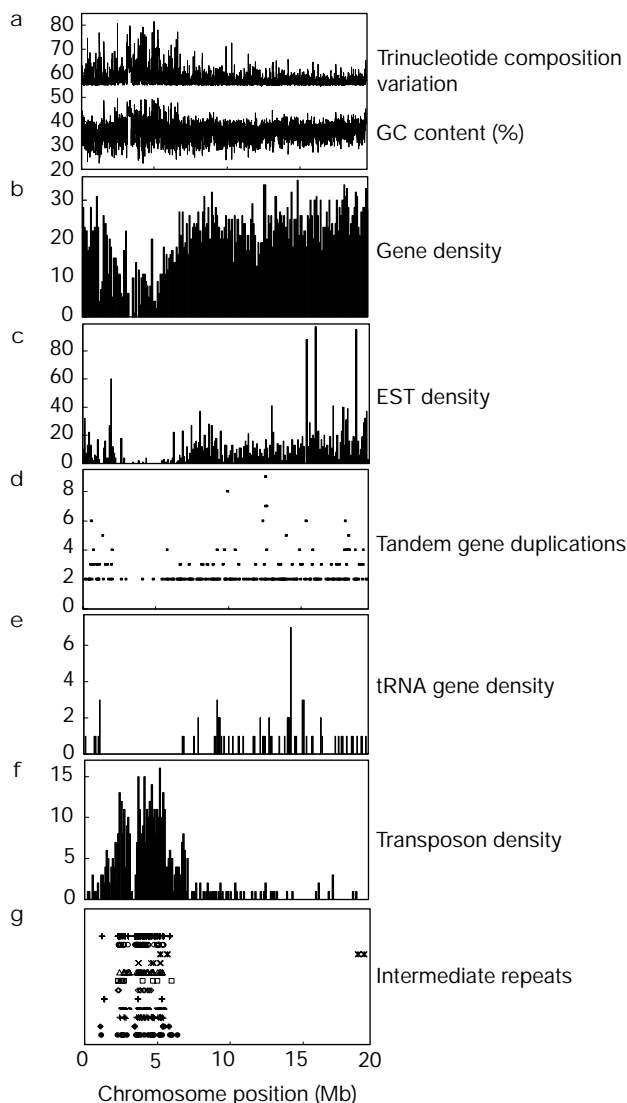 a
80
70
60
50
50
40
30
20
Trinucleotide composition
variation
GC content (%)
b
30
20
10
0
Gene density
c
80
60
40
20
0
EST density
d
8
6
4
2
0
Tandem gene duplications
e
6
4
2
0
tRNA gene density
f
15
10
5
0
Transposon density
g
Intermediate repeats
0 5 10 15 20
Chromosome position (Mb)